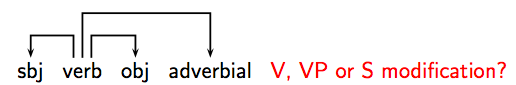 sbj verb obj adverbial V, VP or S modification?